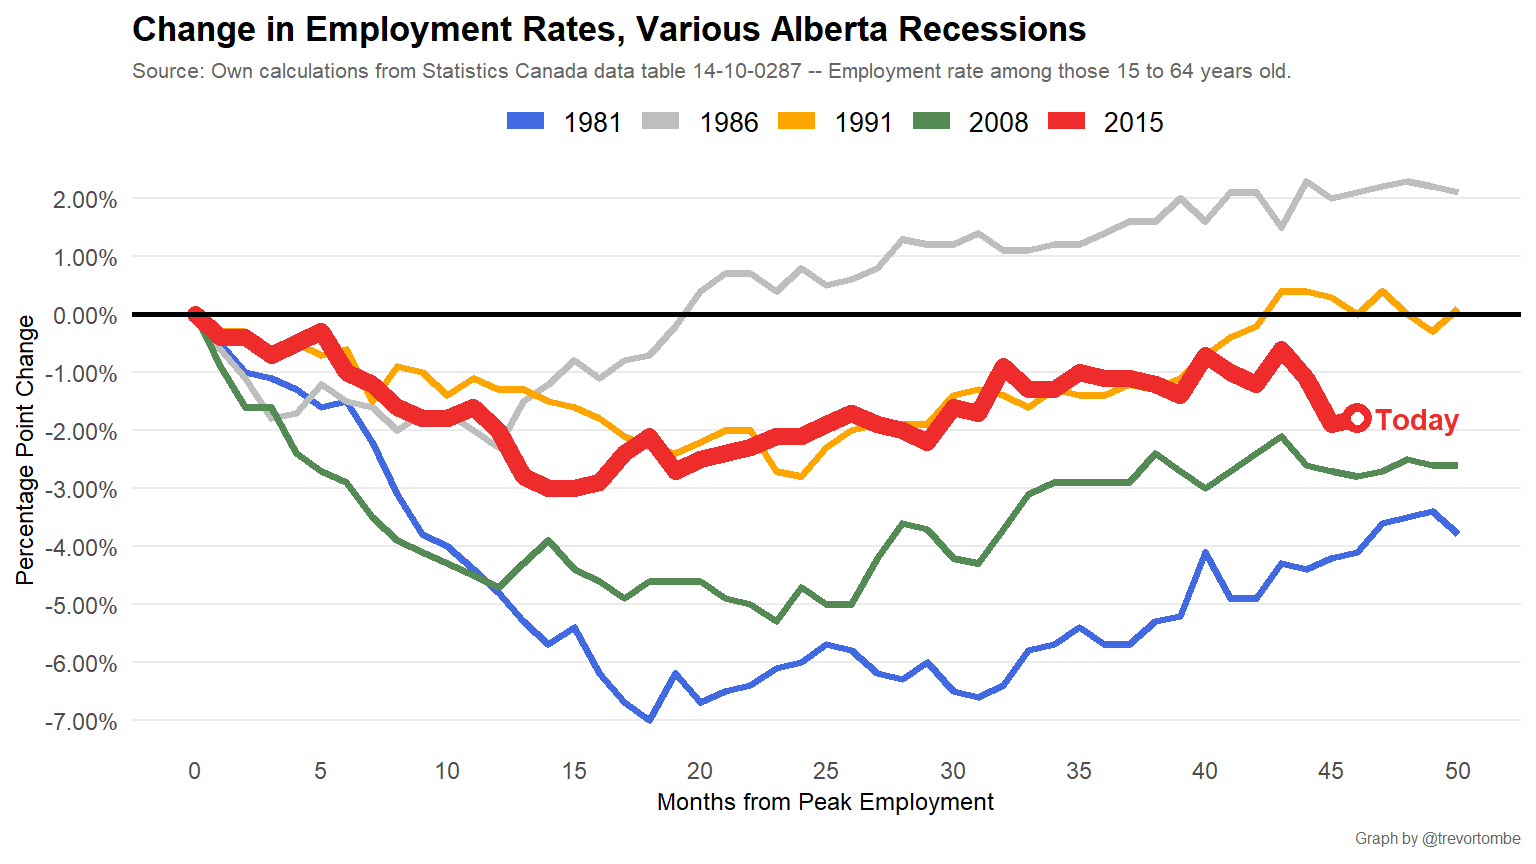 Change in Employment Rates, Various Alberta Recessions
Source: Own calculations from Statistics Canada data table 14-10-0287 -- Employment rate among those 15 to 64 years old.
1981 1986 1991 2008 2015
Percentage Point Change
2.00%
1.00%
0.00%
-1.00%
-2.00%
-3.00%
-4.00%
-5.00%
-6.00%
-7.00%
Today
0 5 10 15 20 25 30 35 40 45 50
Months from Peak Employment
Graph by @trevortombe